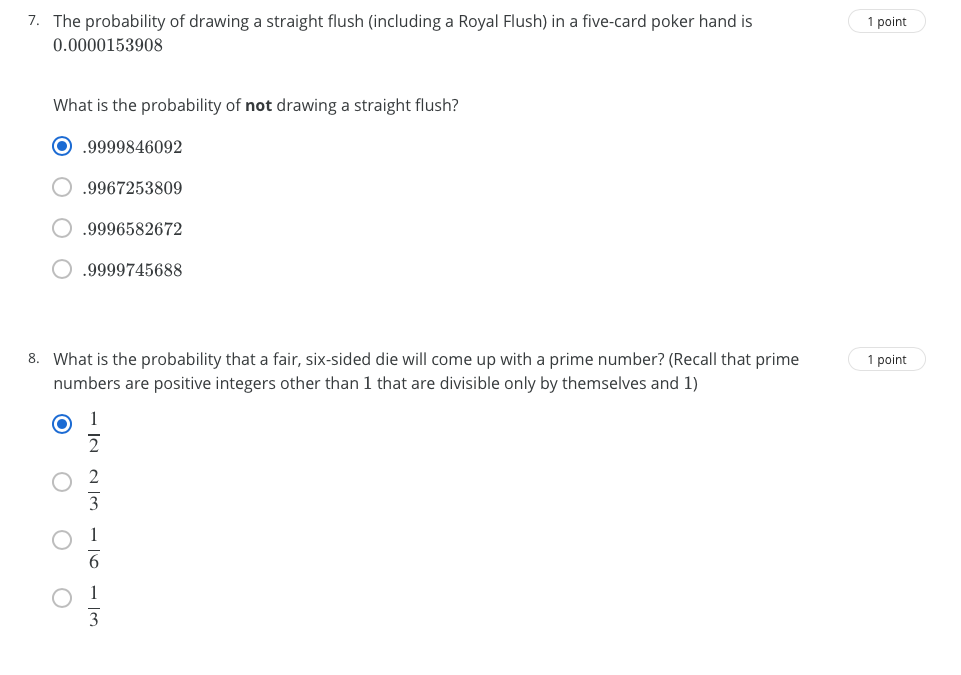 7. The probability of drawing a straight flush (including a Royal Flush) in a five-card poker hand is
1 point
0.0000153908
What is the probability of not drawing a straight flush?
.9999846092
.9967253809
.9996582672
.9999745688
8. What is the probability that a fair, six-sided die will come up with a prime number? (Recall that prime
1 point
numbers are positive integers other than 1 that are divisible only by themselves and 1)
1
2
2
3
1
6
1
3